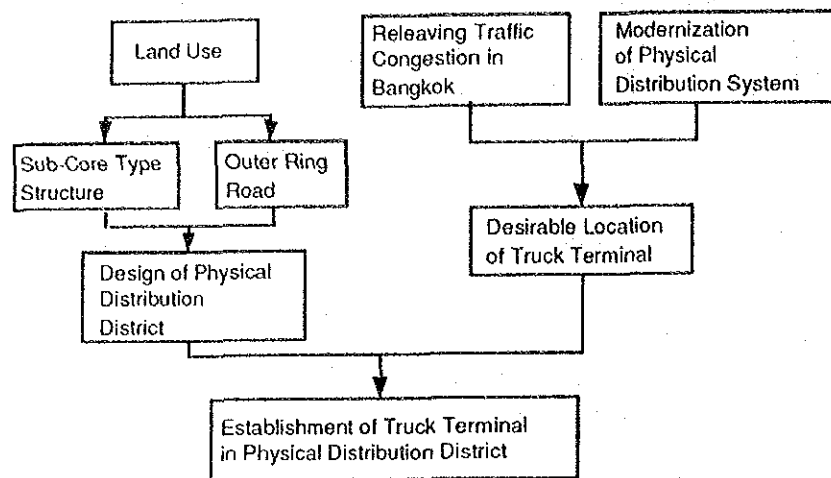 Land Use
Releaving Traffic
Congestion in
Bangkok
Modernization
of Physical
Distribution System
Sub-Core Type
Structure
Outer Ring
Road
Desirable Location
of Truck Terminal
Design of Physical
Distribution
District
Establishment of Truck Terminal
in Physical Distribution District